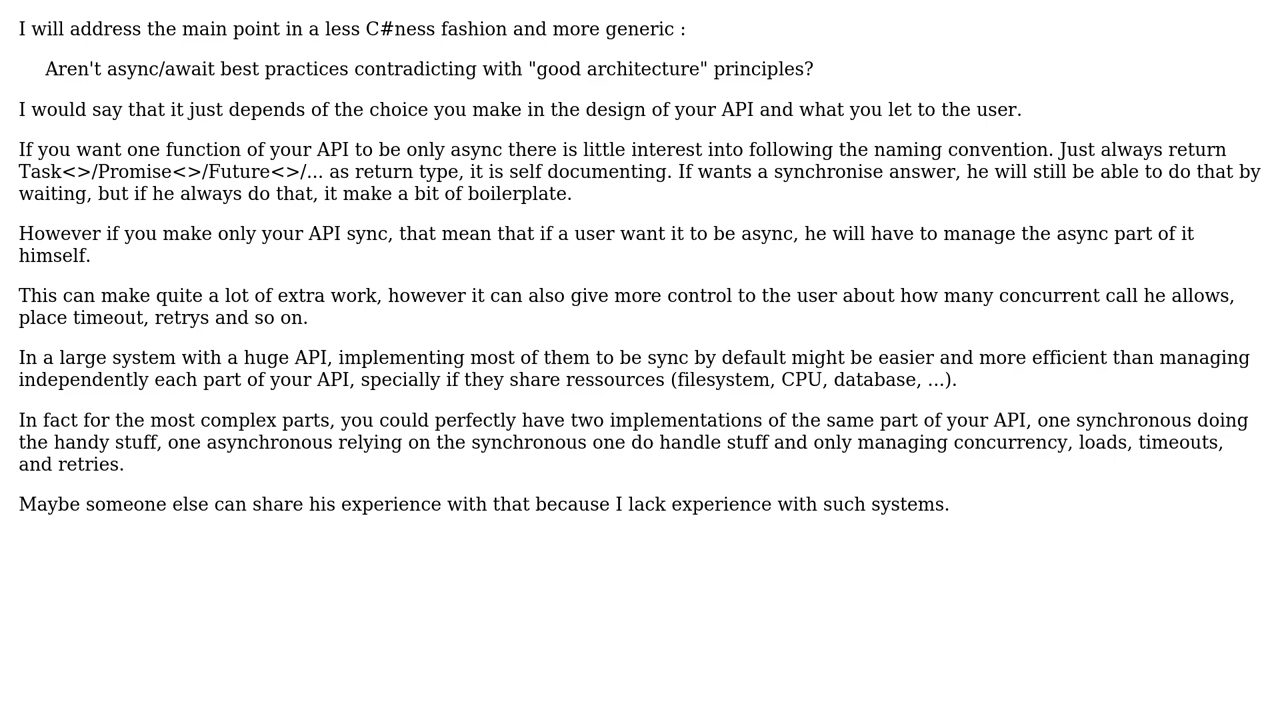 I will address the main point in a less C#ness fashion and more generic :
Aren't async/await best practices contradicting with "good architecture" principles?
I would say that it just depends of the choice you make in the design of your API and what you let to the user.
If you want one function of your API to be only async there is little interest into following the naming convention. Just always return
Task<>/Promise<>/Future<>/... as return type, it is self documenting. If wants a synchronise answer, he will still be able to do that by
waiting, but if he always do that, it make a bit of boilerplate.
However if you make only your API sync, that mean that if a user want it to be async, he will have to manage the async part of it
himself.
This can make quite a lot of extra work, however it can also give more control to the user about how many concurrent call he allows,
place timeout, retrys and so on.
In a large system with a huge API, implementing most of them to be sync by default might be easier and more efficient than managing
independently each part of your API, specially if they share ressources (filesystem, CPU, database, ...).
In fact for the most complex parts, you could perfectly have two implementations of the same part of your API, one synchronous doing
the handy stuff, one asynchronous relying on the synchronous one do handle stuff and only managing concurrency, loads, timeouts,
and retries.
Maybe someone else can share his experience with that because I lack experience with such systems.